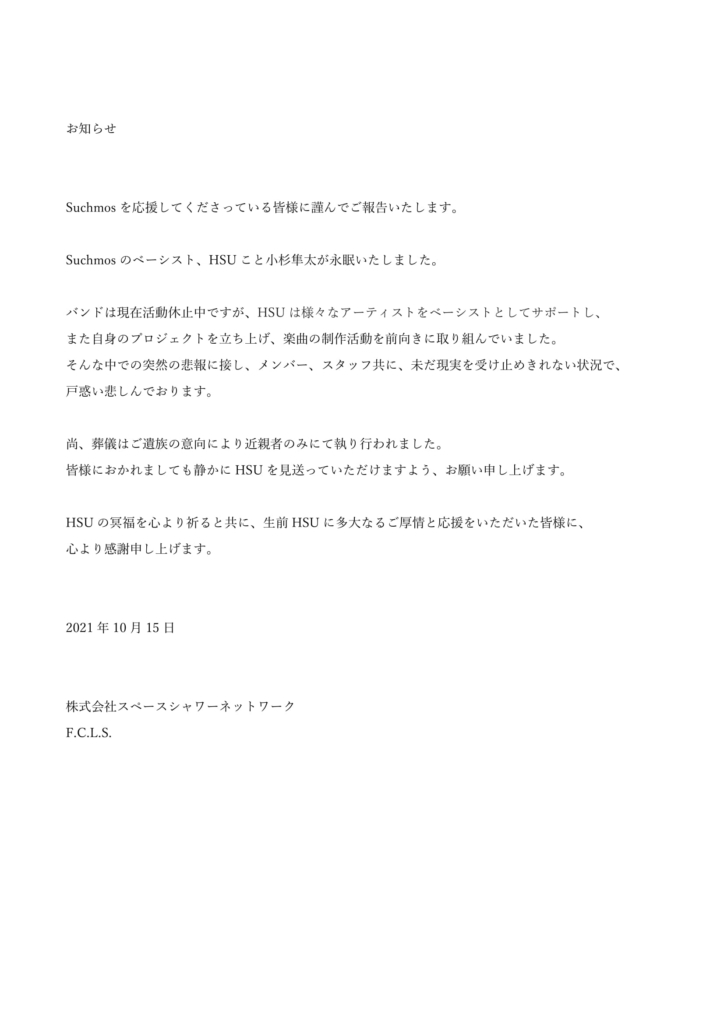 お知らせ
Suchmos を応援してくださっている皆様に謹んでご報告いたします。
Suchmos のベーシスト、HSU こと小杉隼太が永眠いたしました。
バンドは現在活動休止中ですが、HSU は様々なアーティストをベーシストとしてサポートし、
また自身のプロジェクトを立ち上げ、楽曲の制作活動を前向きに取り組んでいました。
そんな中での突然の悲報に接し、メンバー、スタッフ共に、未だ現実を受け止めきれない状況で、
戸惑い悲しんでおります。
尚、葬儀はご遺族の意向により近親者のみにて執り行われました。
皆様におかれましても静かに HSU を見送っていただけますよう、お願い申し上げます。
HSU の冥福を心より祈ると共に、生前 HSU に多大なるご厚情と応援をいただいた皆様に、
心より感謝申し上げます。
2021 年 10 月 15 日
株式会社スペースシャワーネットワーク
F.C.L.S.